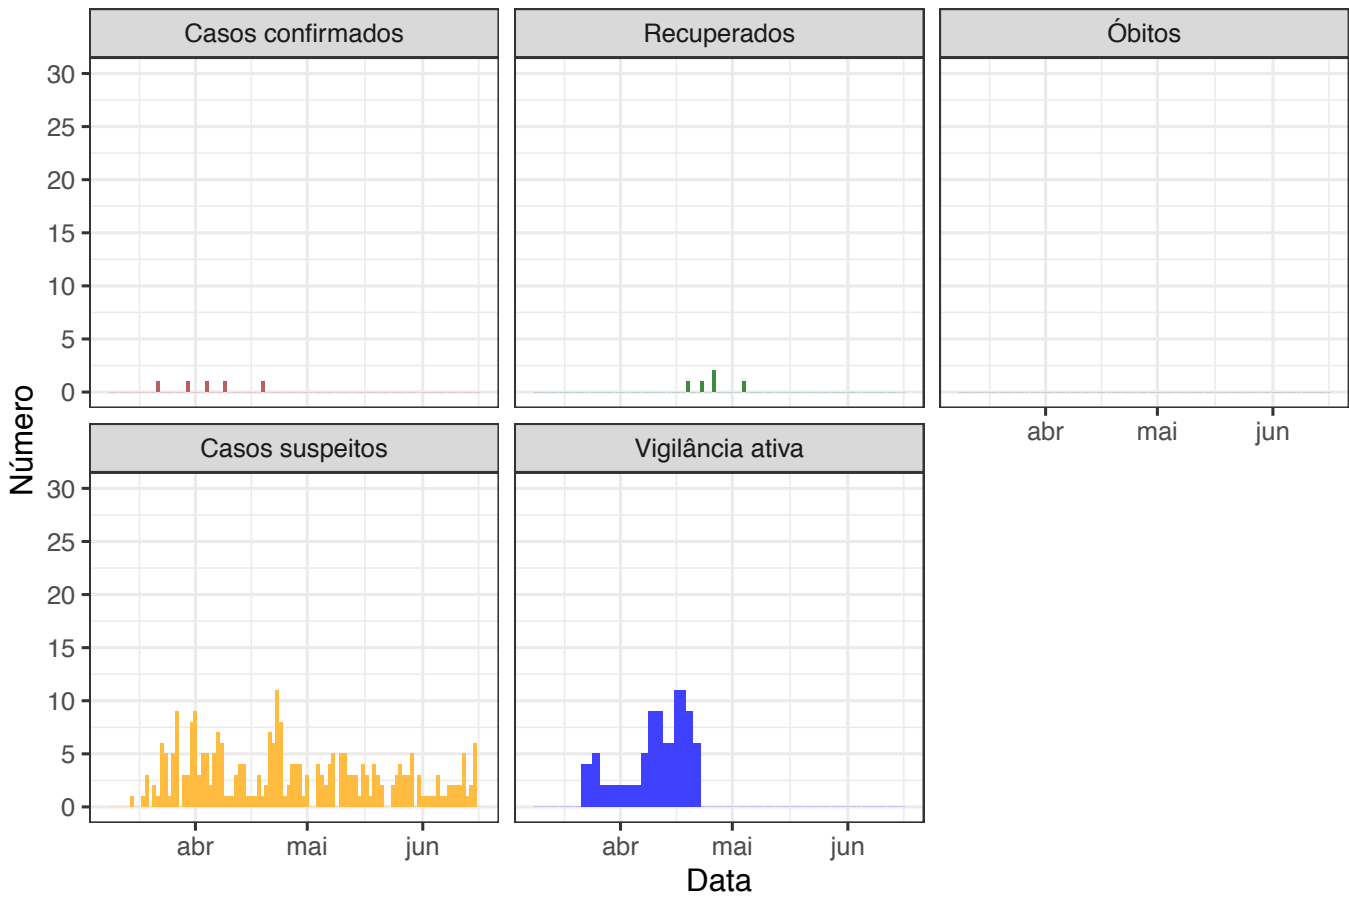 Casos confirmados
Recuperados
Óbitos
30
25
20
15
10
5
0
abr mai jun
Número
Casos suspeitos
Vigilância ativa
30
25
20
15
10
5
0
abr mai jun
abr mai jun
Data